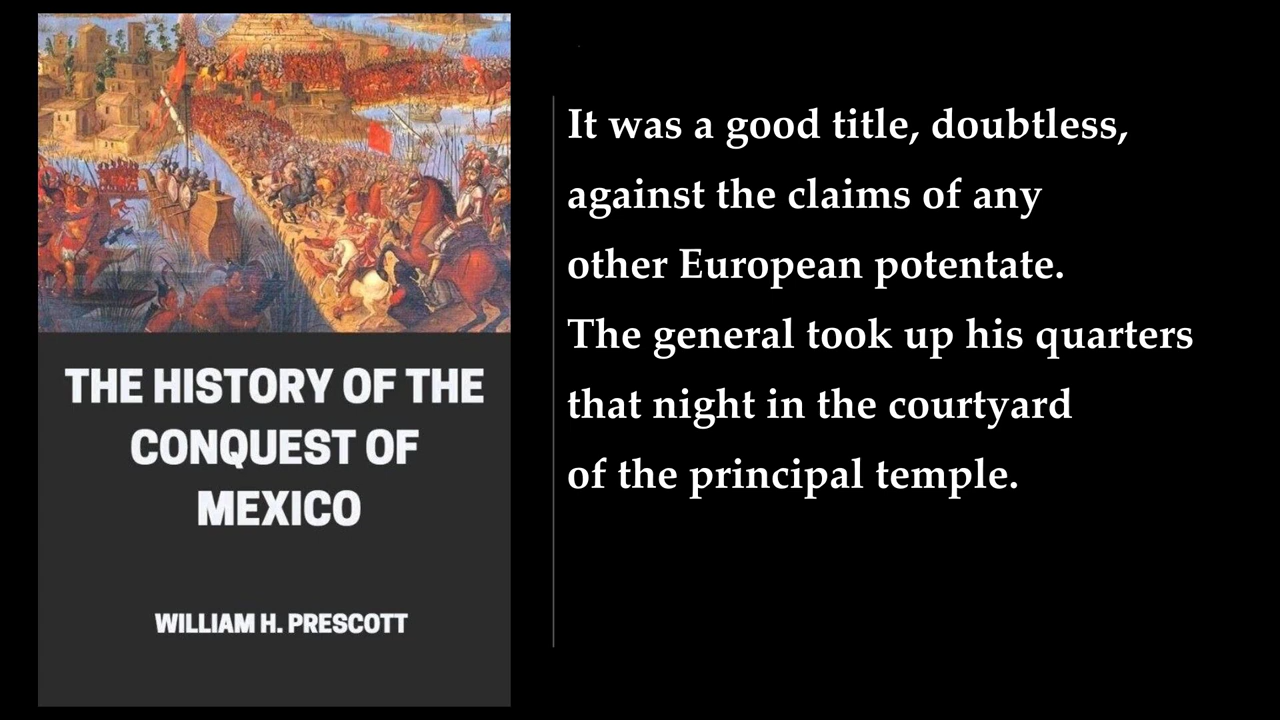 THE HISTORY OF THE
CONQUEST OF
MEXICO
WILLIAM H. PRESCOTT
It was a good title, doubtless,
against the claims of any
other European potentate.
The general took up his quarters
that night in the courtyard
of the principal temple.